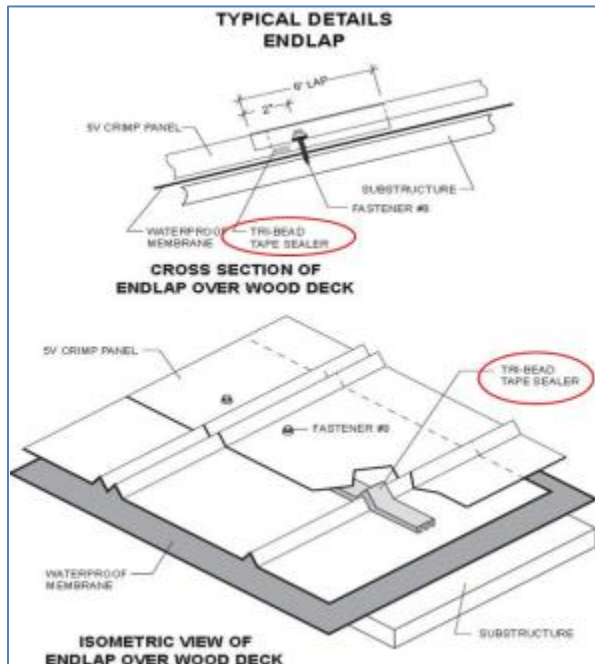 TYPICAL DETAILS
ENDLAP
6" LAP
2"
5V CRIMP PANEL
SUBSTRUCTURE
FASTENER #8
WATERPROOF
MEMBRANE
TRI-BEAD
TAPE SEALER
CROSS SECTION OF
ENDLAP OVER WOOD DECK
5V CRIMP PANEL
TRI-BEAD
TAPE SEALER
FASTENER #8
WATERPROOF
MEMBRANE
SUBSTRUCTURE
ISOMETRIC VIEW OF
ENDLAP OVER WOOD DECK